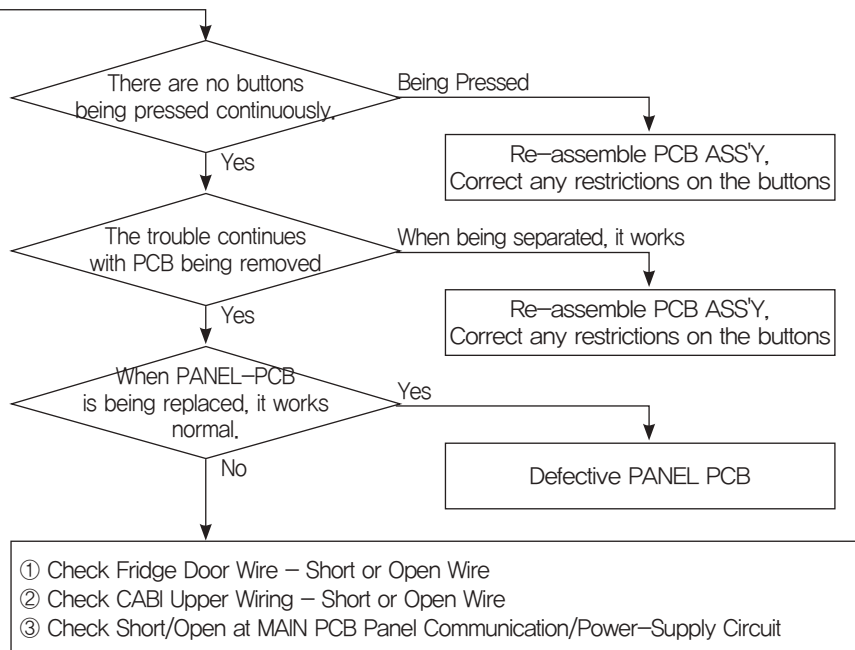 There are no buttons
being pressed continuously.
Being Pressed
Re-assemble PCB ASS'Y,
Correct any restrictions on the buttons
Yes
The trouble continues
with PCB being removed
When being separated, it works
Re-assemble PCB ASS'Y,
Correct any restrictions on the buttons
Yes
When PANEL-PCB
is being replaced, it works
normal.
Yes
Defective PANEL PCB
No
① Check Fridge Door Wire – Short or Open Wire
② Check CABI Upper Wiring – Short or Open Wire
③ Check Short/Open at MAIN PCB Panel Communication/Power-Supply Circuit